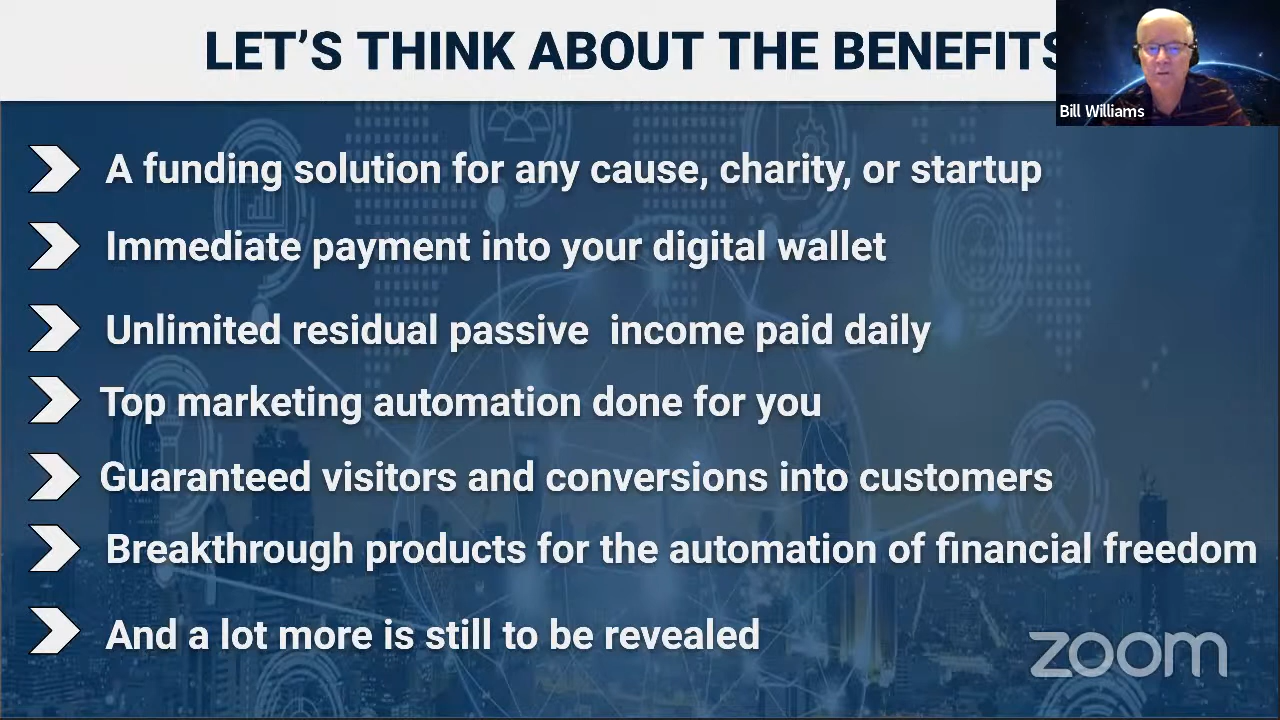 LET'S THINK ABOUT THE BENEFITS
Bill Williams
A funding solution for any cause, charity, or startup
Immediate payment into your digital wallet
Unlimited residual passive  income paid daily
Top marketing automation done for you
Guaranteed visitors and conversions into customers
Breakthrough products for the automation of financial freedom
And a lot more is still to be revealed
zoom